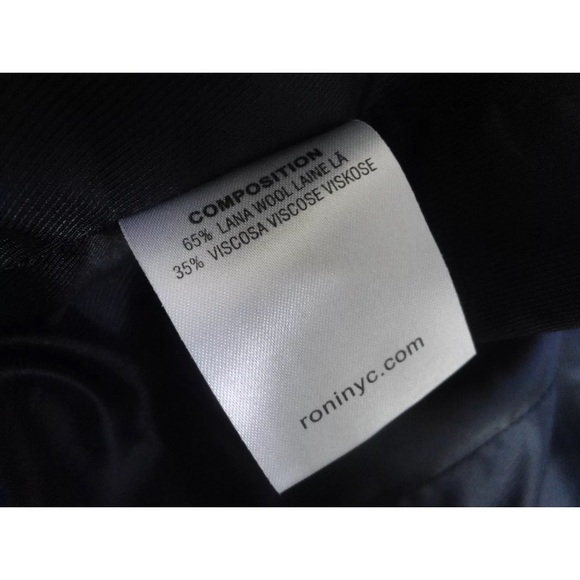 COMPOSITION
65% LANA WOOL LAINE LÃ
35% VISCOSA VISCOSE VISKOSE
roninyc.com